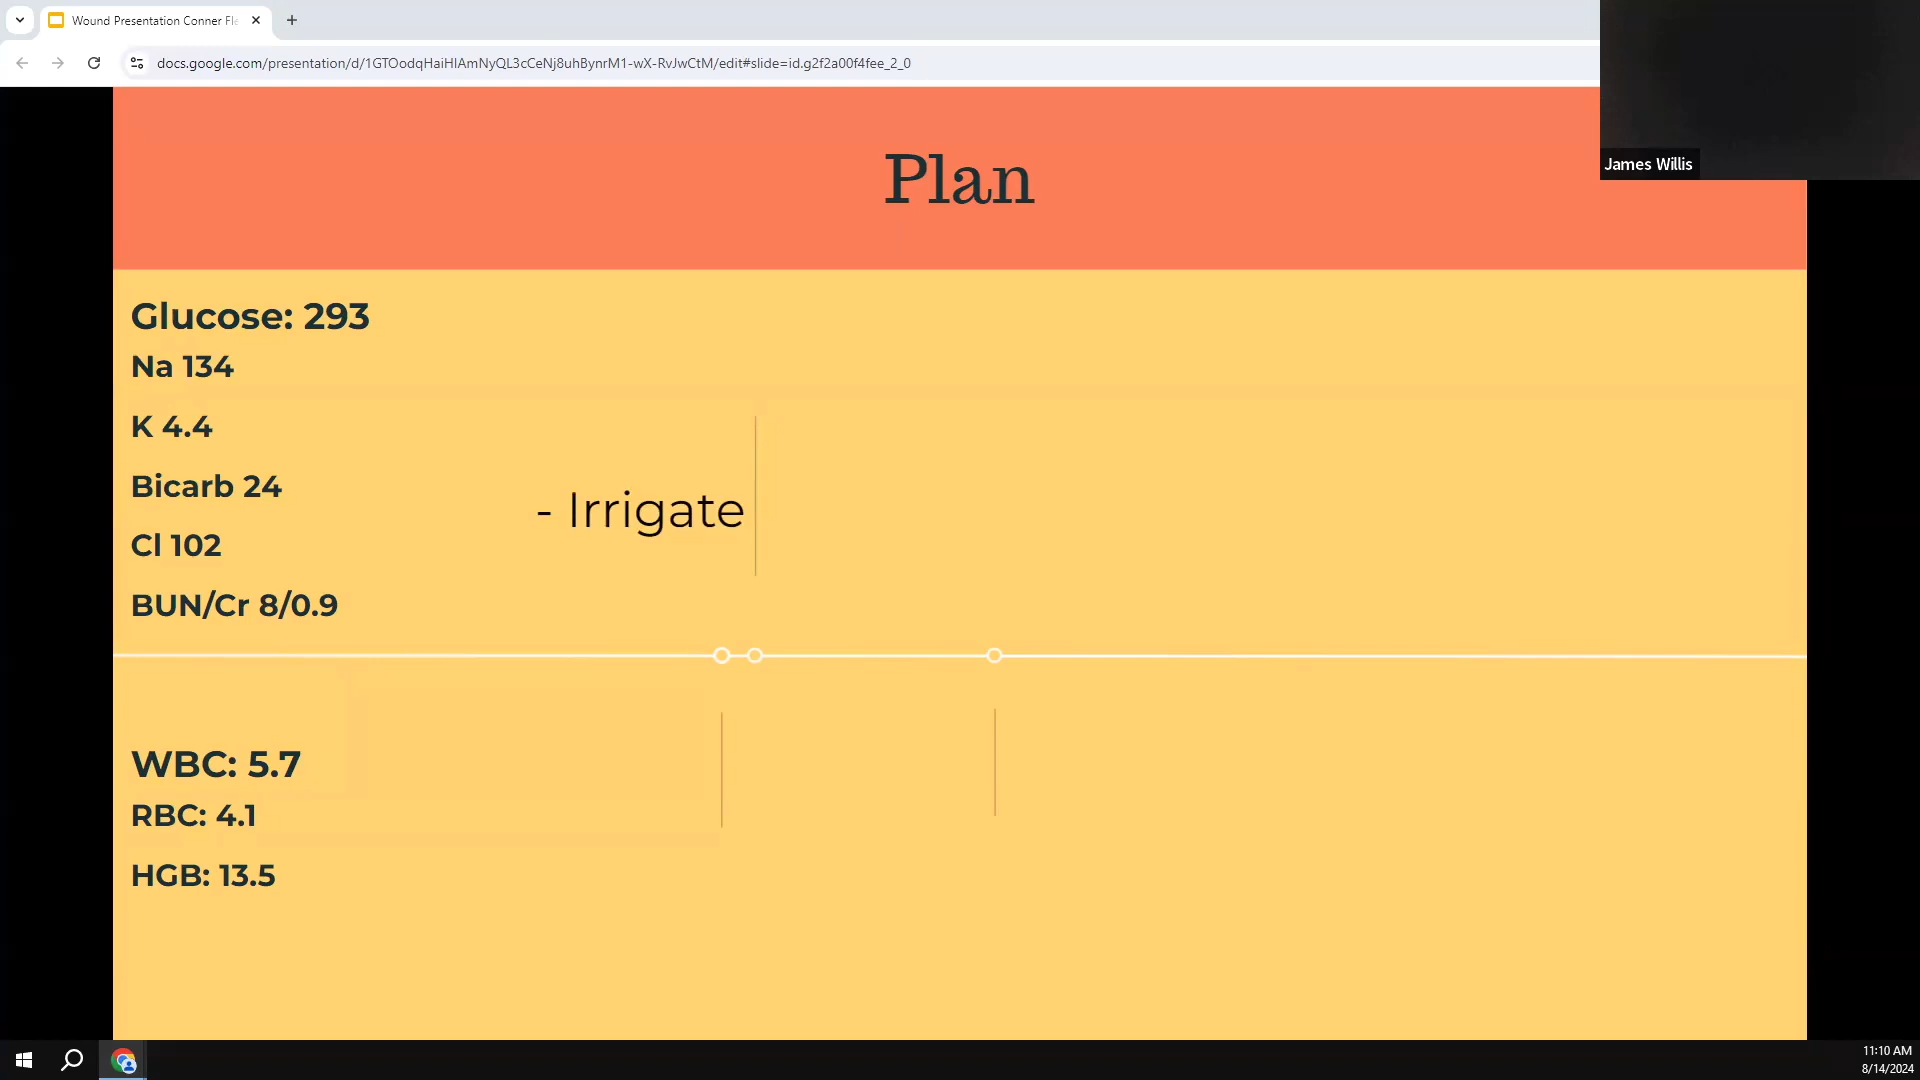 Wound Presentation Conner Fle
docs.google.com/presentation/d/1GTOodqHaiHlAmNyQL3cCeNj8uhBynrM1-wX-RvJwCtM/edit#slide=id.g2f2a00f4fee_2_0
James Willis
Plan
Glucose: 293
Na 134
K 4.4
Bicarb 24
- Irrigate
Cl 102
BUN/Cr 8/0.9
WBC: 5.7
RBC: 4.1
HGB: 13.5
11:10 AM
8/14/2024